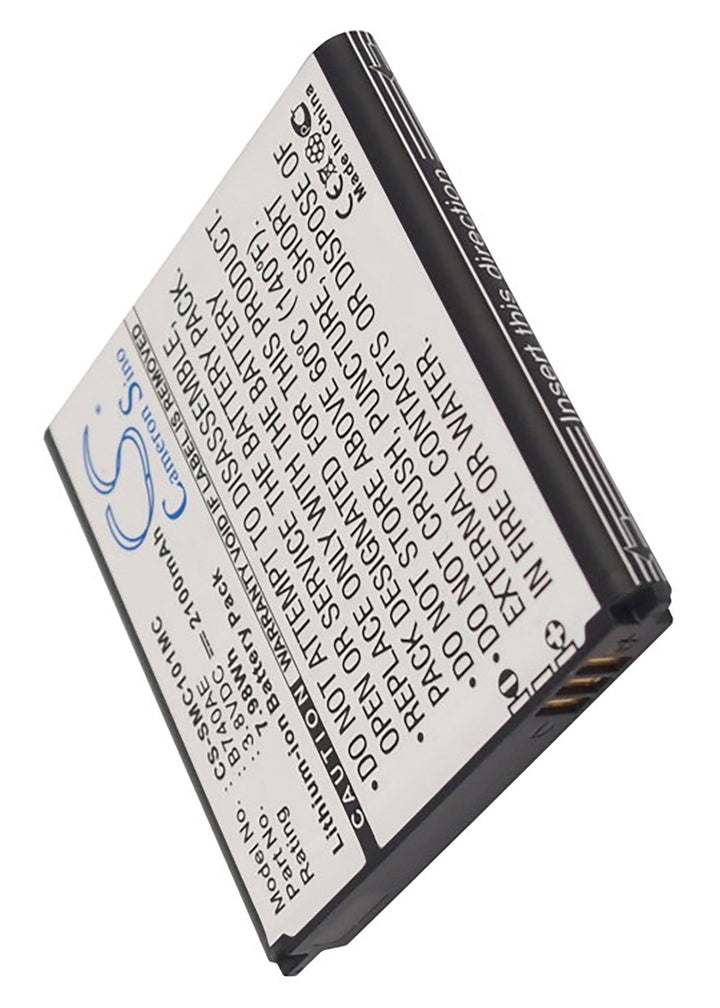 Cameron Sino
WARRANTY VOID IF LABEL IS REMOVED
Model No. : CS-SMC101MC
Part No. : B740AE
Rating : 3.8VDC ⎓ 2100mAh
7.98Wh
Lithium-ion Battery Pack
CAUTION
•DO NOT ATTEMPT TO DISASSEMBLE,
OPEN OR SERVICE THE BATTERY PACK.
•REPLACE ONLY WITH THE BATTERY
PACK DESIGNATED FOR THIS PRODUCT.
•DO NOT STORE ABOVE 60°C (140°F).
•DO NOT CRUSH, PUNCTURE, SHORT
EXTERNAL CONTACTS OR DISPOSE OF
IN FIRE OR WATER.
CE
Made In China
Insert this direction